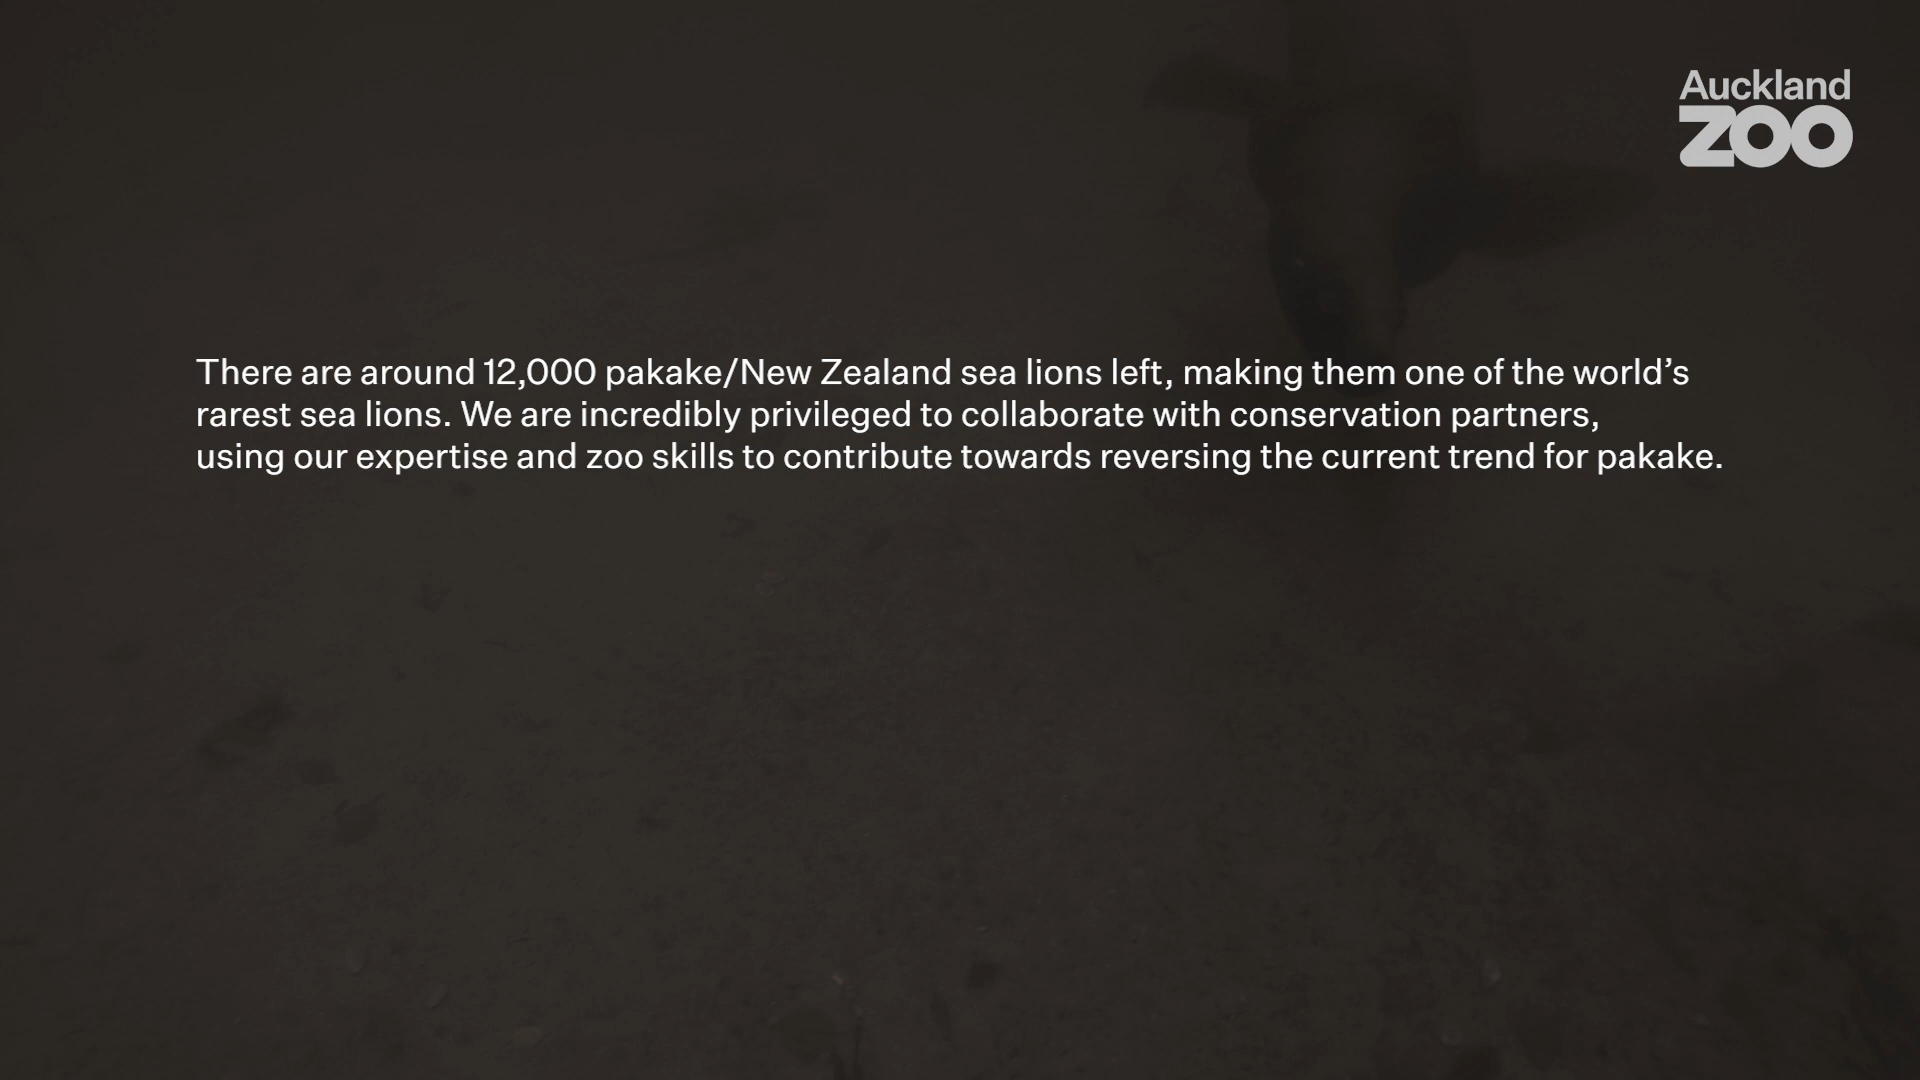 Auckland
ZOO
There are around 12,000 pakake/New Zealand sea lions left, making them one of the world’s
rarest sea lions. We are incredibly privileged to collaborate with conservation partners,
using our expertise and zoo skills to contribute towards reversing the current trend for pakake.